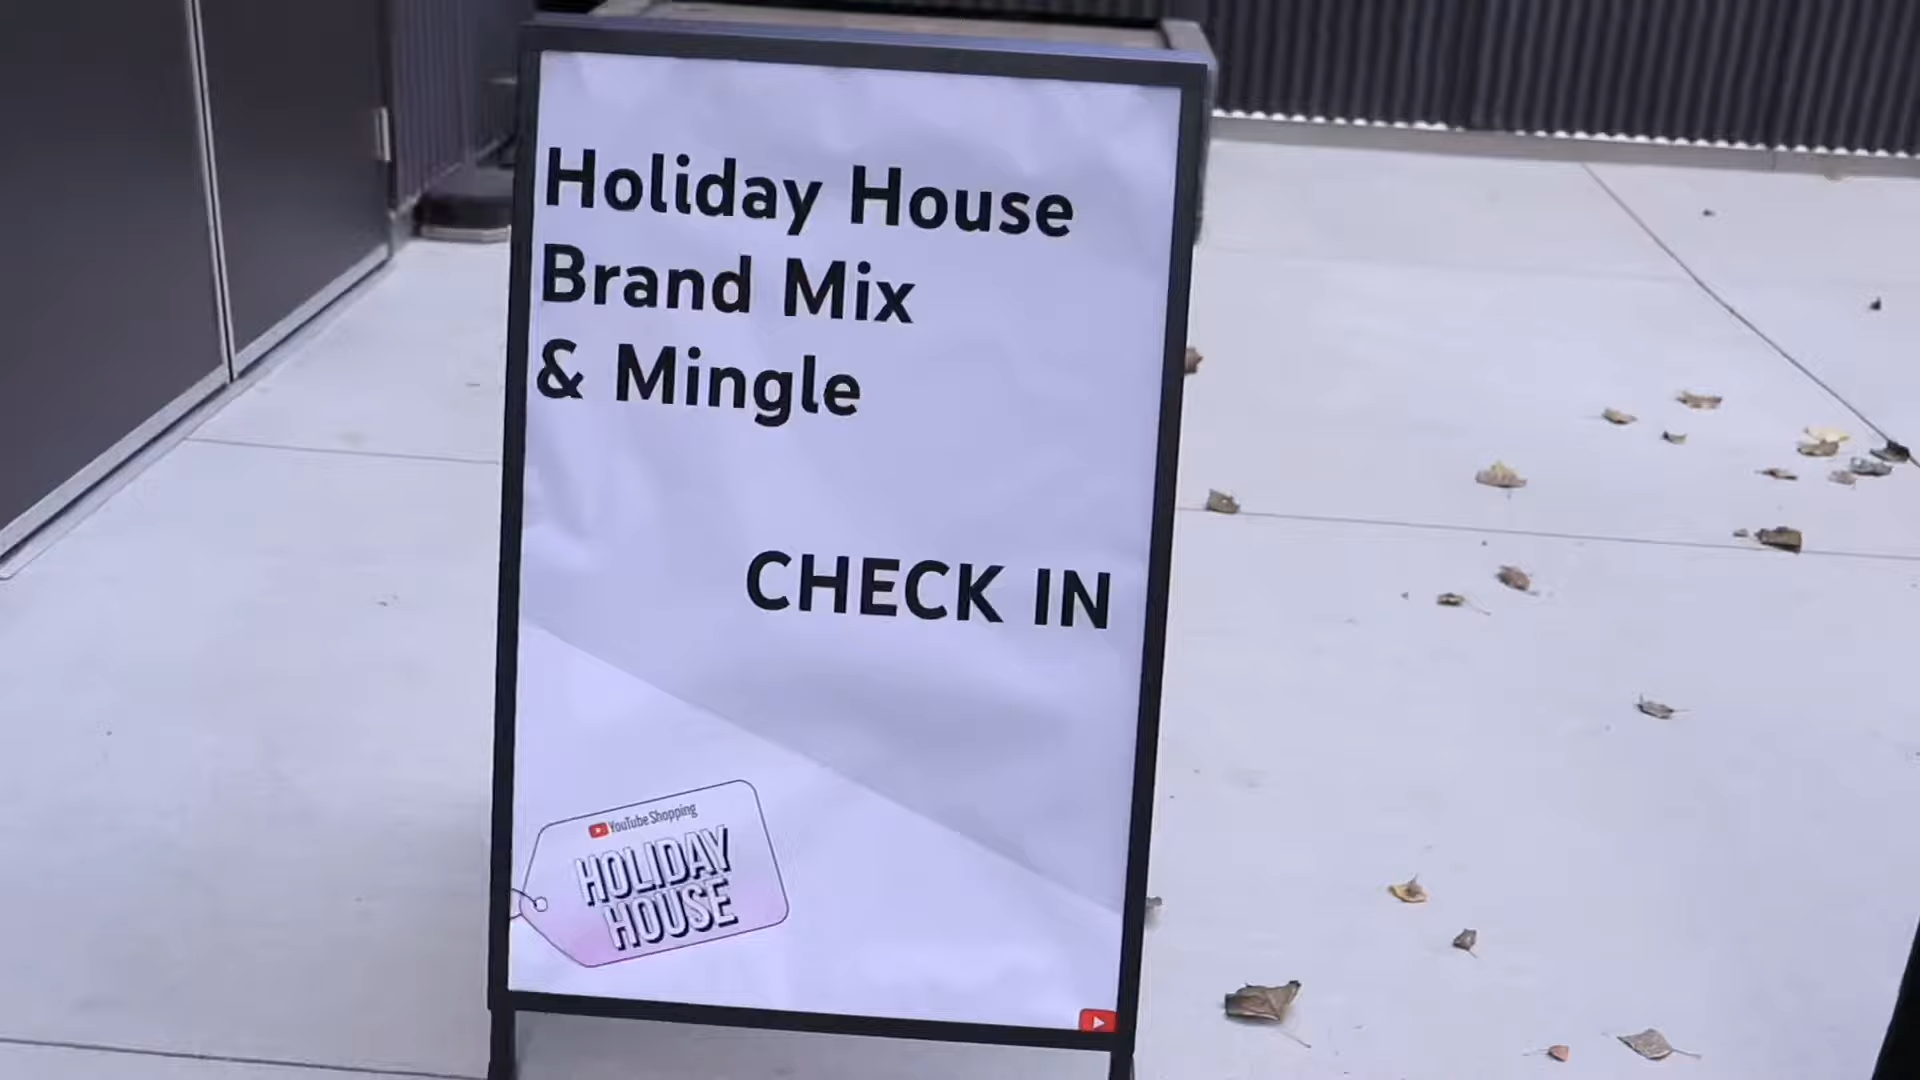 Holiday House
Brand Mix
& Mingle
CHECK IN
YouTube Shopping
HOLIDAY
HOUSE